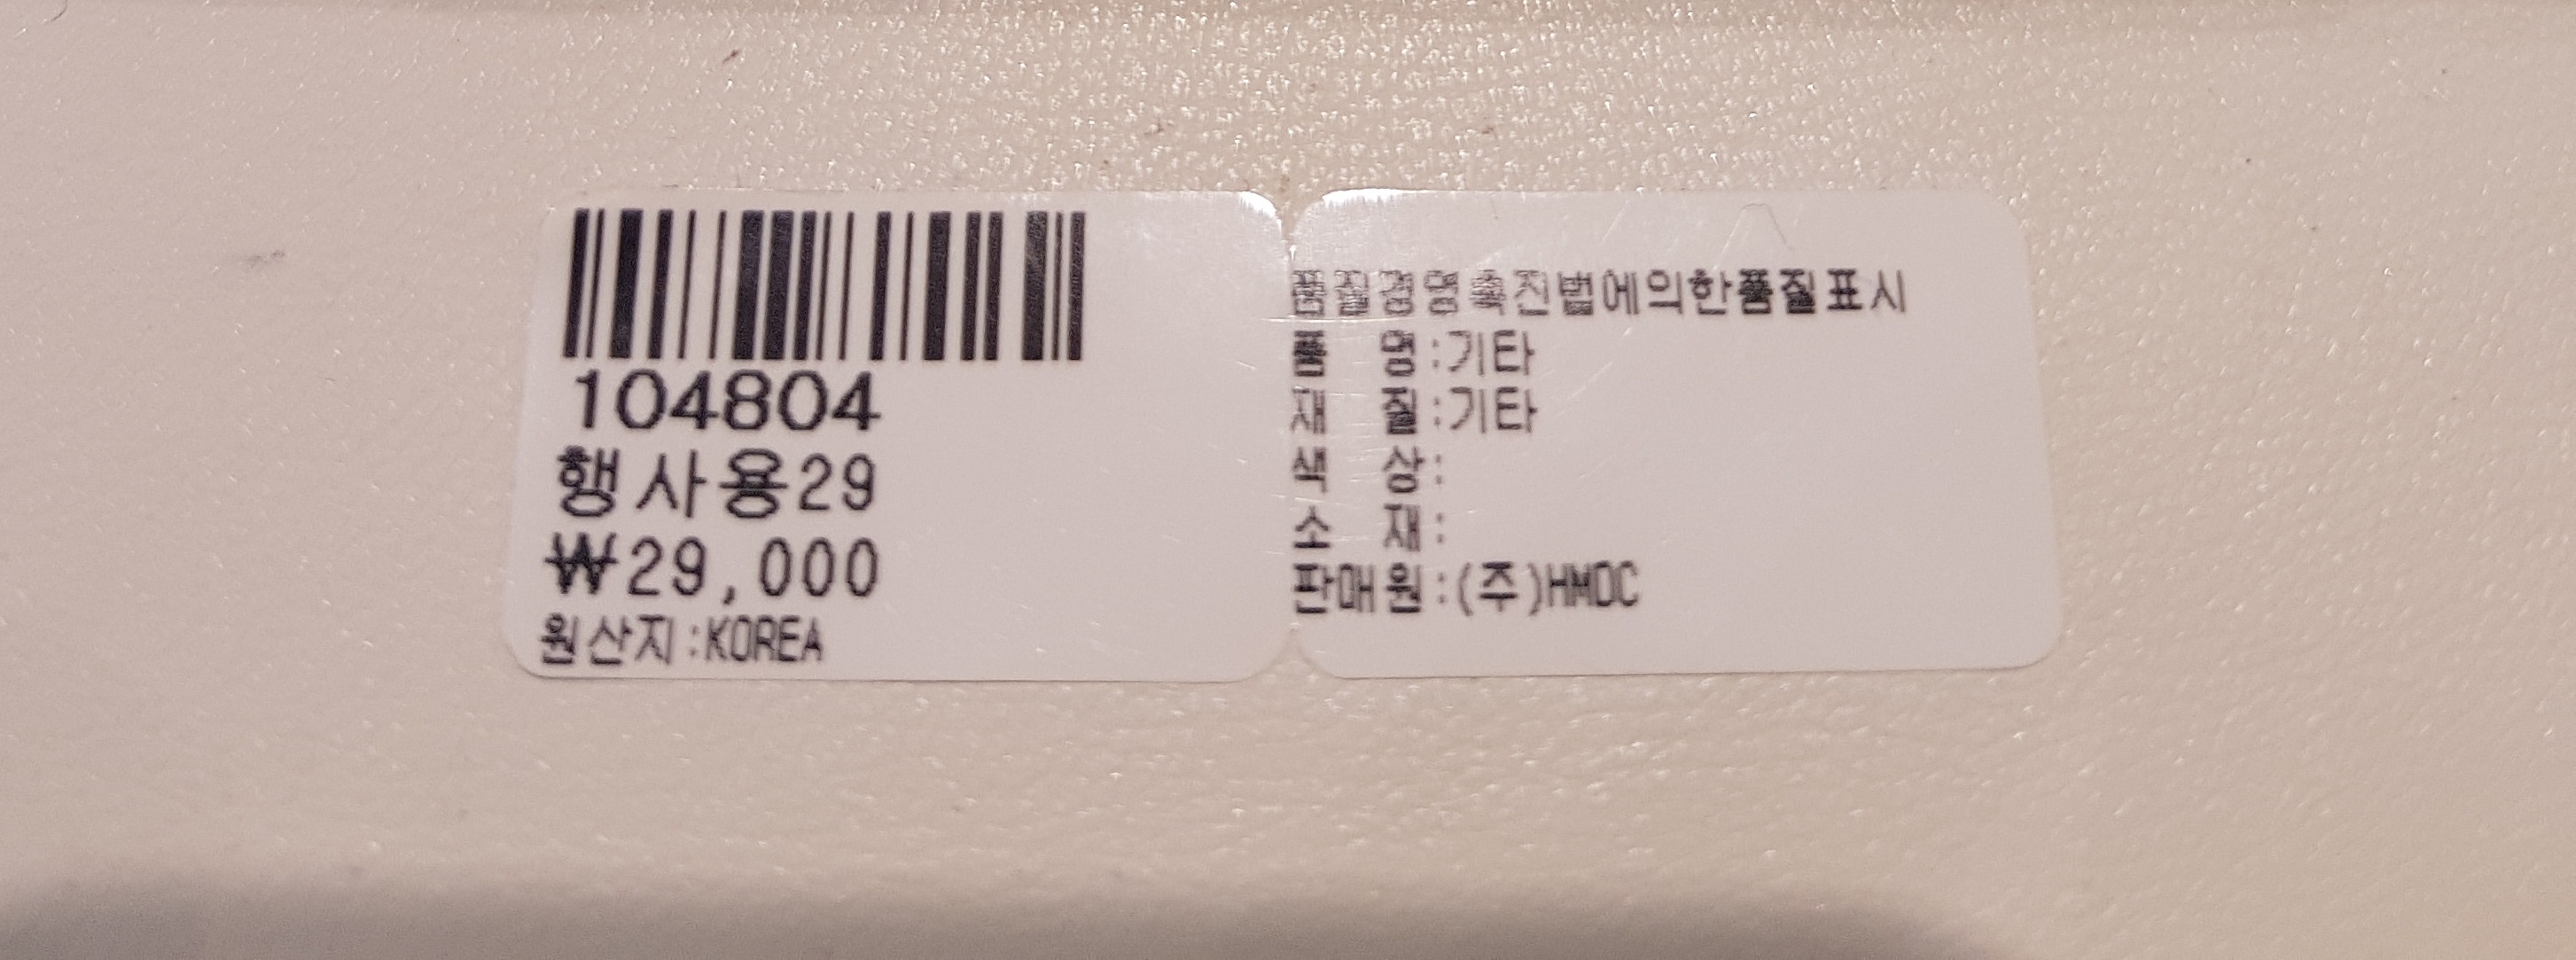 104804
행사용29
₩29,000
원산지:KOREA
품질경영촉진법에의한품질표시
품 명:기타
재 질:기타
색 상:
소 재:
판매원:(주)HMDC